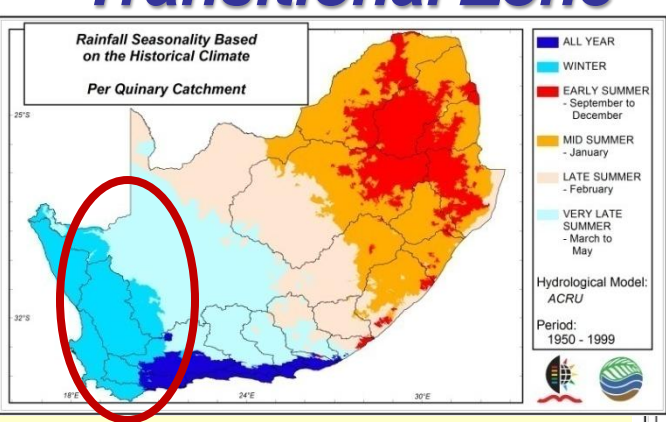 Transitional Zone
Rainfall Seasonality Based
on the Historical Climate
Per Quinary Catchment
ALL YEAR
WINTER
EARLY SUMMER
- September to
December
MID SUMMER
- January
LATE SUMMER
- February
VERY LATE
SUMMER
- March to
May
Hydrological Model:
ACRU
Period:
1950 - 1999
25°S
32°S
18°E
24°E
30°E